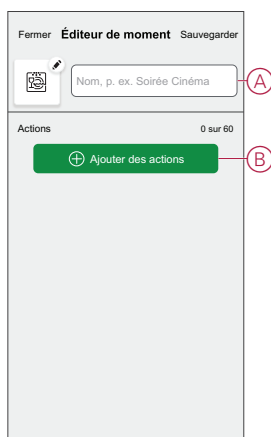 Fermer Éditeur de moment Sauvegarder
Nom, p. ex. Soirée Cinéma
A
Actions 0 sur 60
Ajouter des actions
B